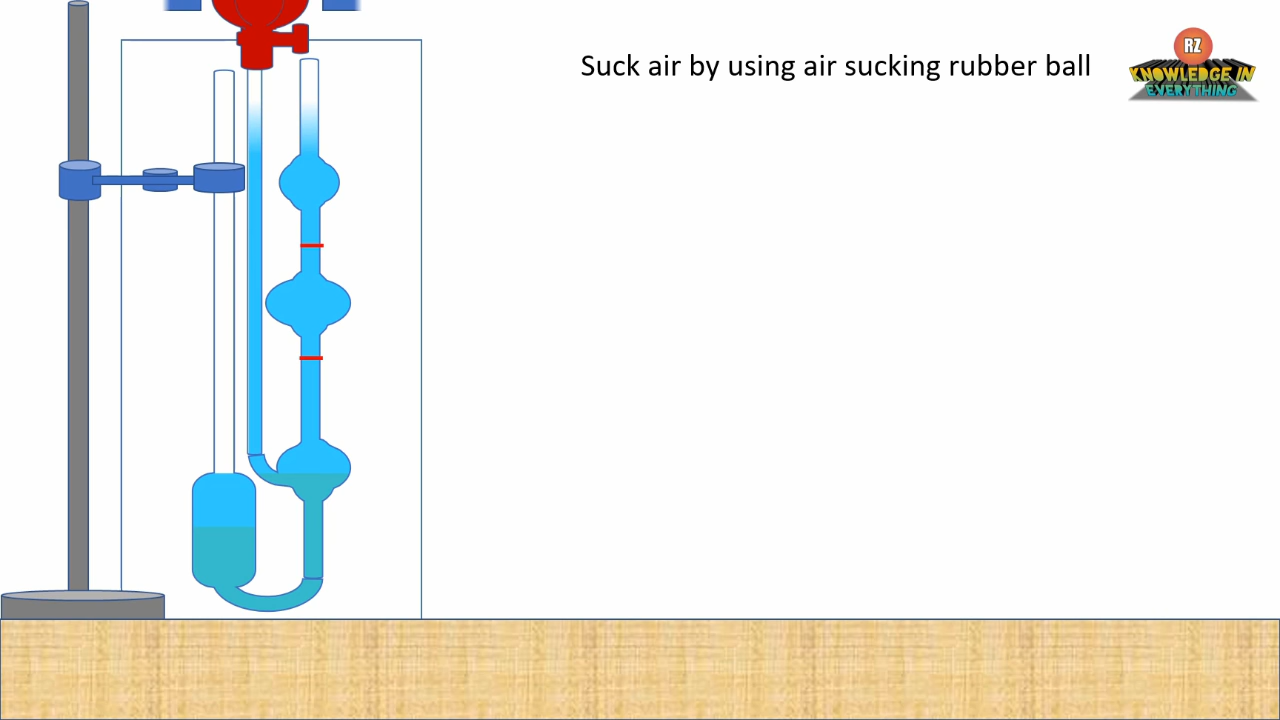 Suck air by using air sucking rubber ball
RZ
KNOWLEDGE IN
EVERYTHING